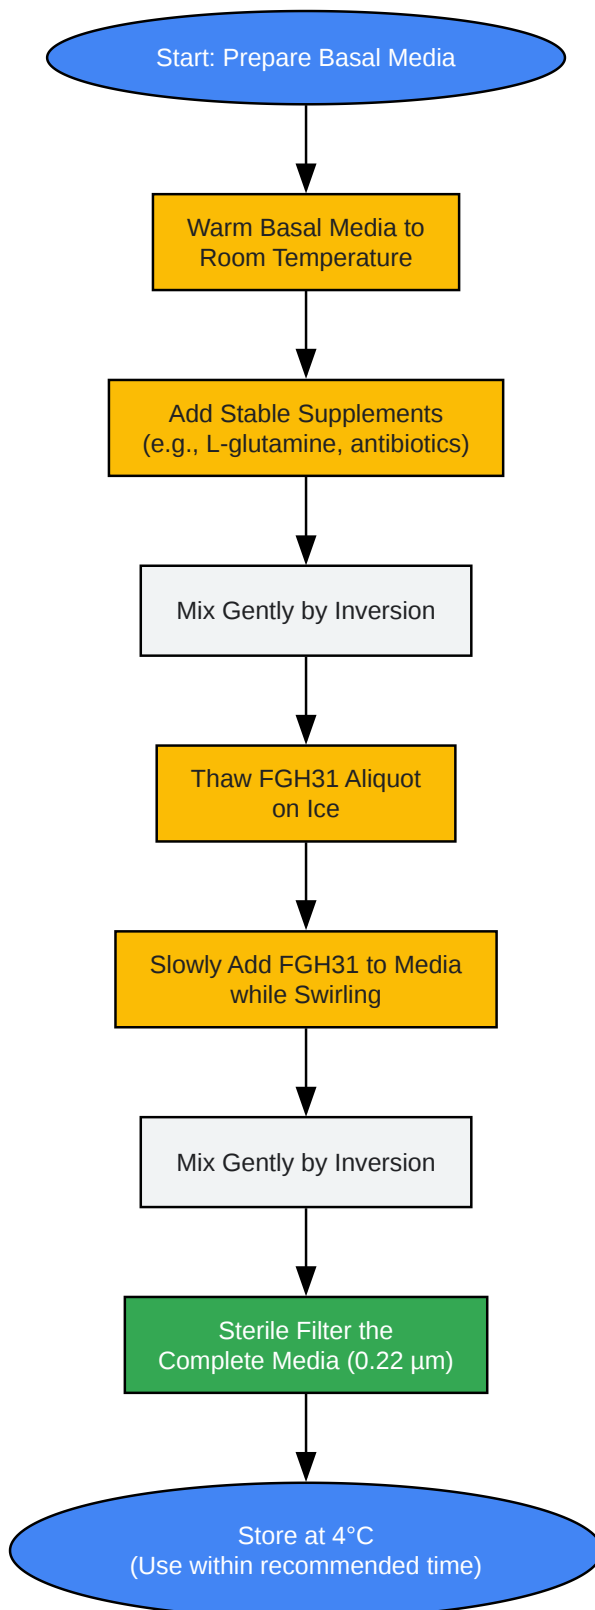 Start: Prepare Basal Media
Warm Basal Media to
Room Temperature
Add Stable Supplements
(e.g., L-glutamine, antibiotics)
Mix Gently by Inversion
Thaw FGH31 Aliquot
on Ice
Slowly Add FGH31 to Media
while Swirling
Mix Gently by Inversion
Sterile Filter the
Complete Media (0.22 µm)
Store at 4°C
(Use within recommended time)